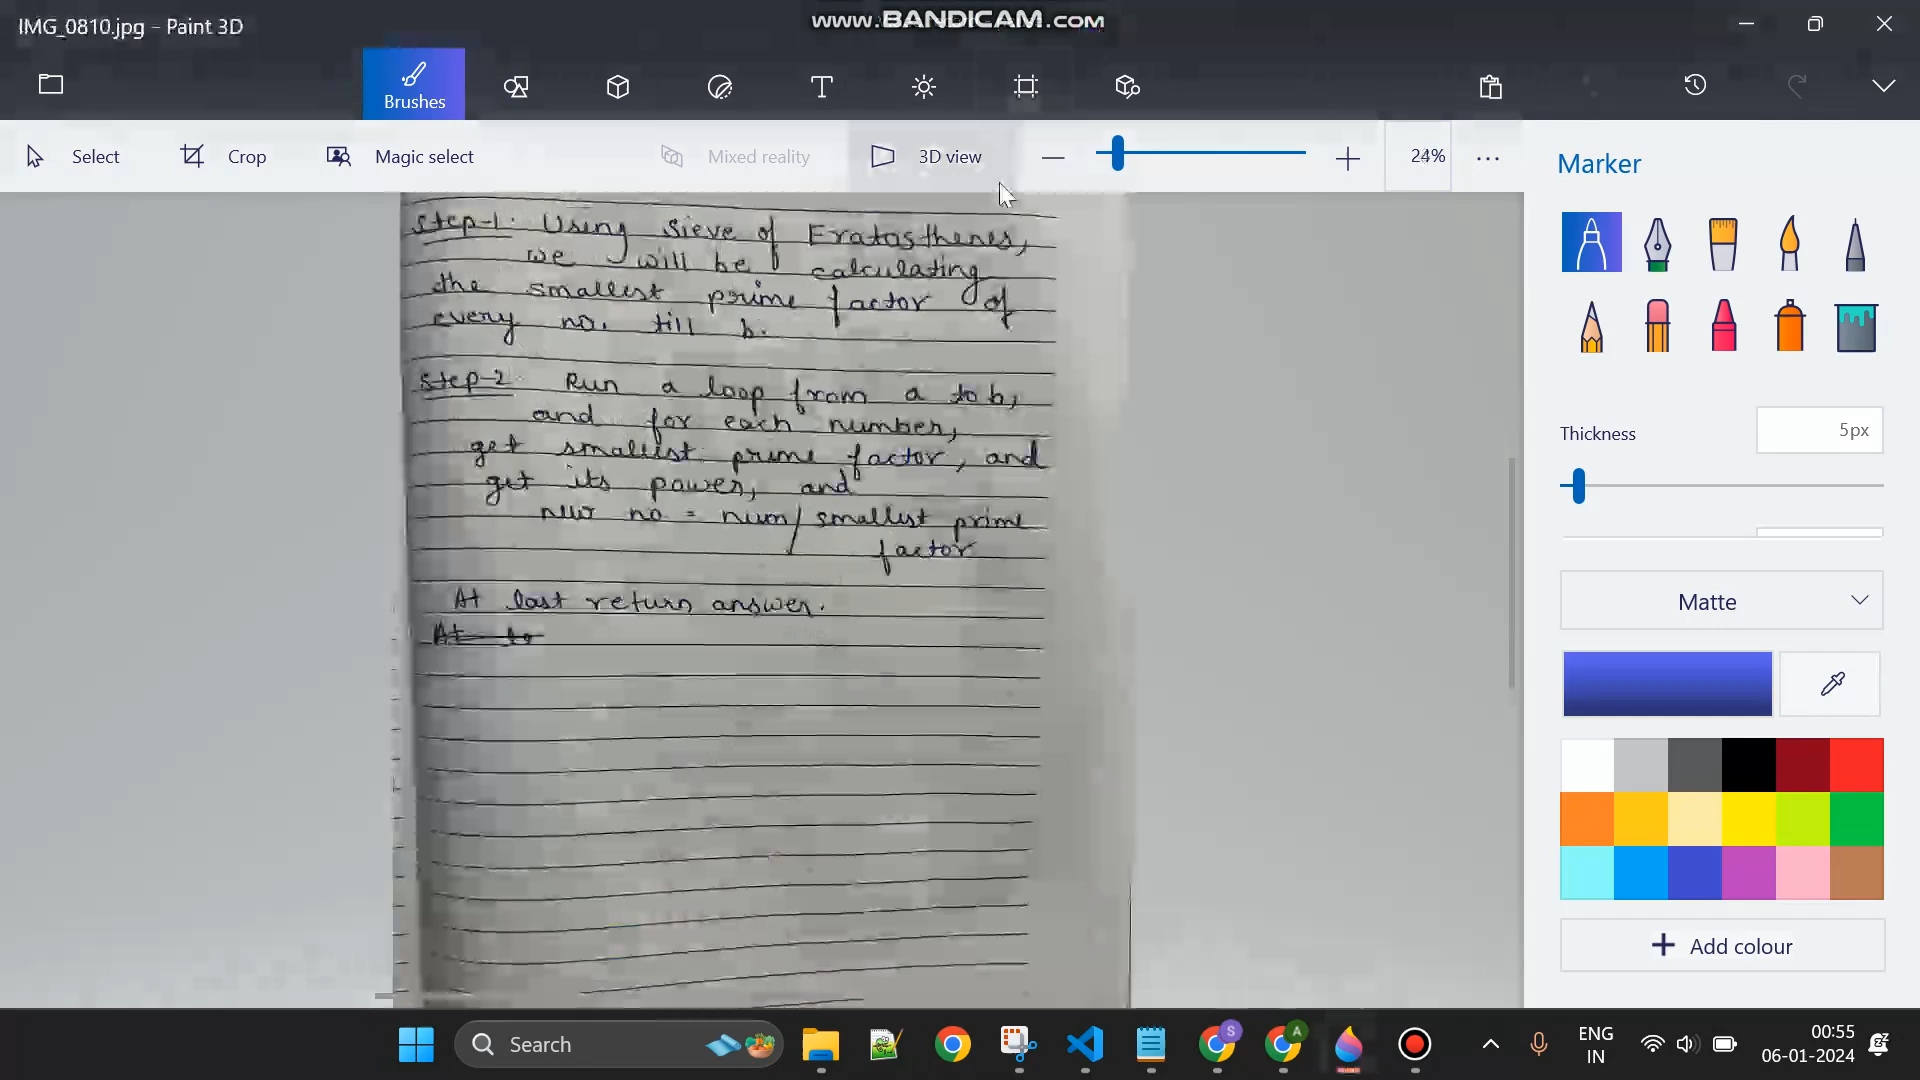 IMG_0810.jpg - Paint 3D
www.BANDICAM.com
Brushes
Select
Crop
Magic select
Mixed reality
3D view
24%
Marker
Step-1. Using Sieve of Eratosthenes,
we will be calculating
the smallest prime factor of
every no. till b.
Step-2 Run a loop from a to b,
and for each number,
get smallest prime factor, and
get its power, and
new no = num/smallest prime
factor
At last return answer.
Thickness
5px
Matte
Add colour
Search
S
A
ENG
IN
00:55
06-01-2024